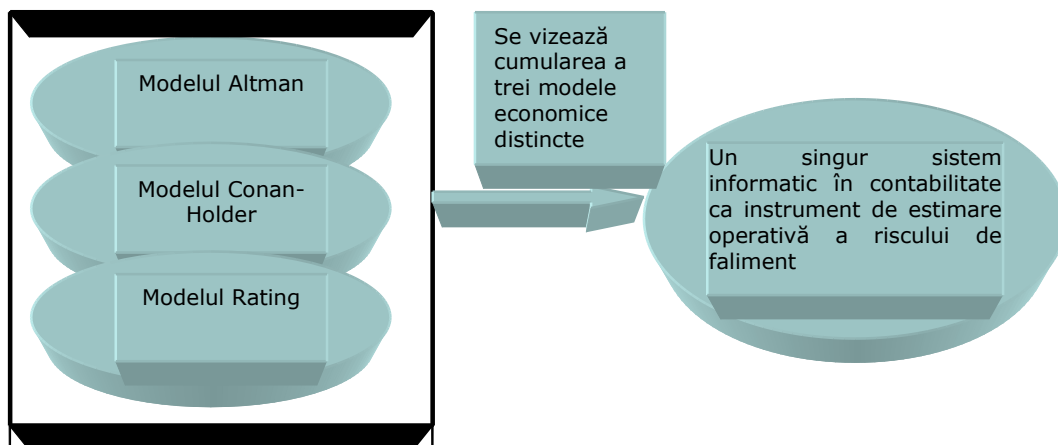 Modelul Altman
Modelul Conan-
Holder
Modelul Rating
Se vizează
cumularea a
trei modele
economice
distincte
Un singur sistem
informatic în contabilitate
ca instrument de estimare
operativă a riscului de
faliment